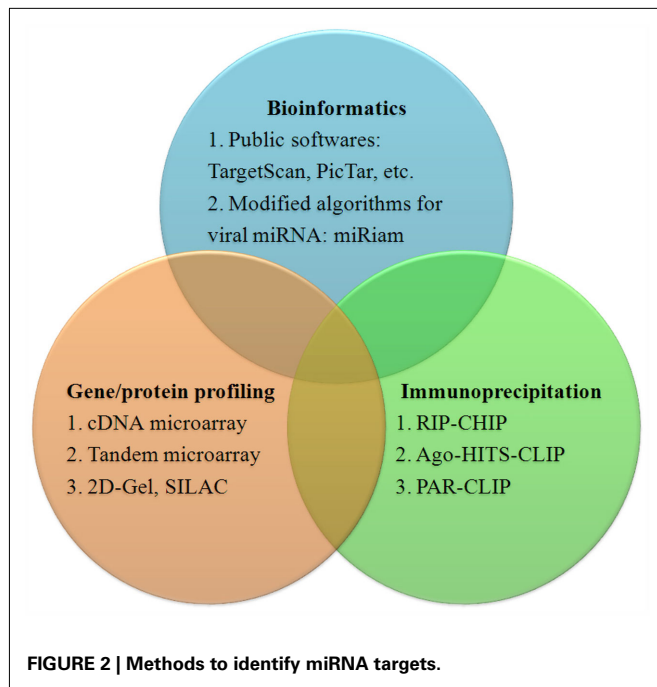 Bioinformatics
1. Public softwares:
TargetScan, PicTar, etc.
2. Modified algorithms for
viral miRNA: miRiam
Gene/protein profiling
1. cDNA microarray
2. Tandem microarray
3. 2D-Gel, SILAC
Immunoprecipitation
1. RIP-CHIP
2. Ago-HITS-CLIP
3. PAR-CLIP
FIGURE 2 | Methods to identify miRNA targets.